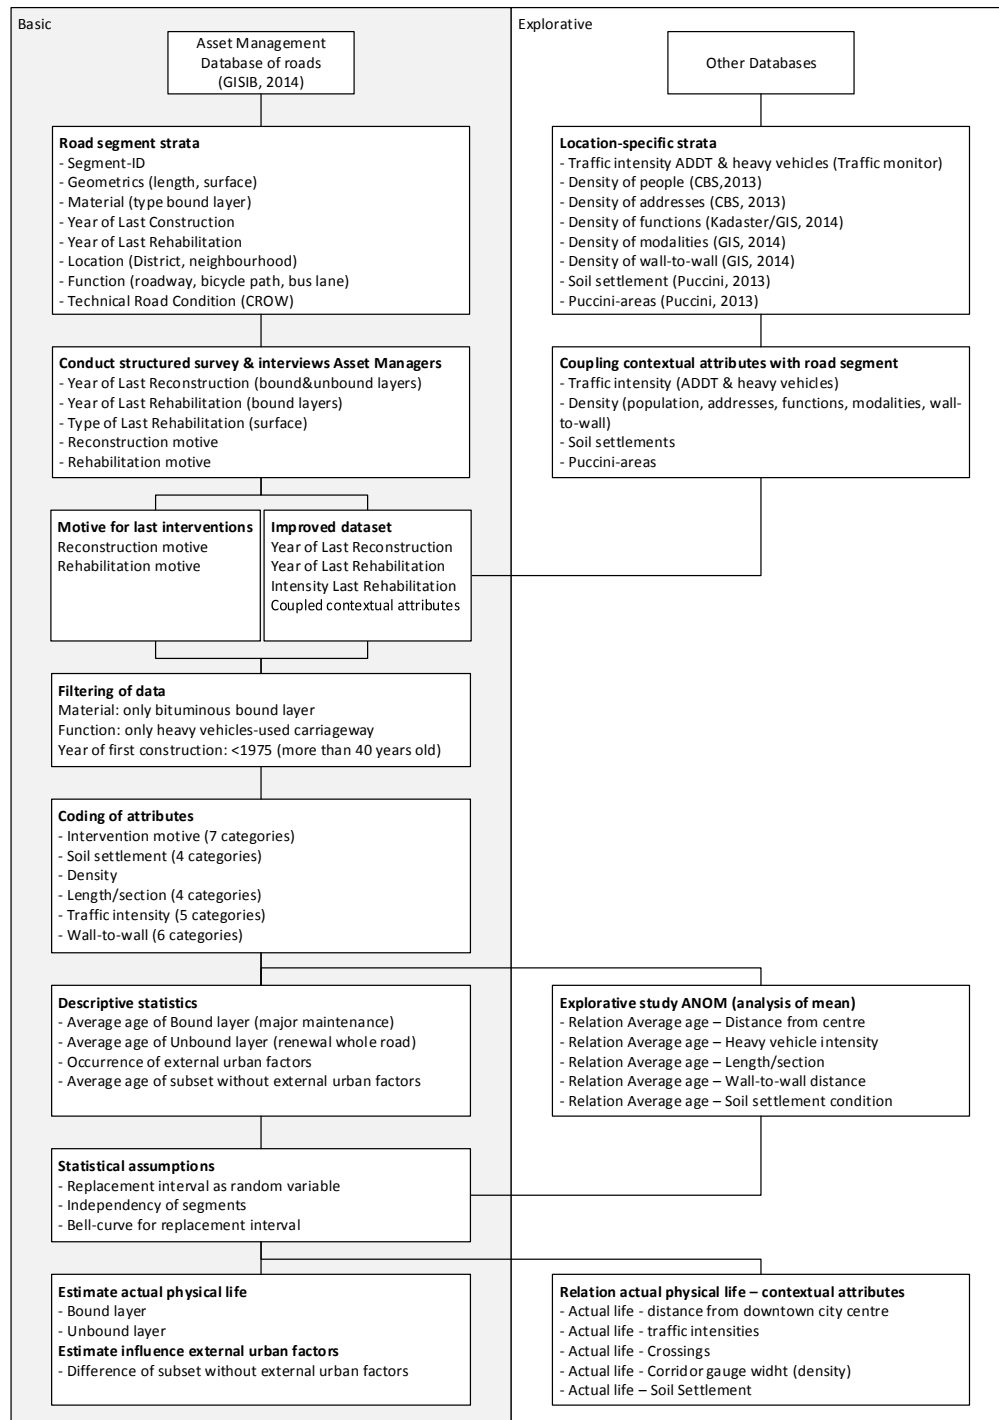 Basic
Asset Management
Database of roads
(GISIB, 2014)
Road segment strata
- Segment-ID
- Geometrics (length, surface)
- Material (type bound layer)
- Year of Last Construction
- Year of Last Rehabilitation
- Location (District, neighbourhood)
- Function (roadway, bicycle path, bus lane)
- Technical Road Condition (CROW)
Conduct structured survey & interviews Asset Managers
- Year of Last Reconstruction (bound&unbound layers)
- Year of Last Rehabilitation (bound layers)
- Type of Last Rehabilitation (surface)
- Reconstruction motive
- Rehabilitation motive
Motive for last interventions
Reconstruction motive
Rehabilitation motive
Improved dataset
Year of Last Reconstruction
Year of Last Rehabilitation
Intensity Last Rehabilitation
Coupled contextual attributes
Filtering of data
Material: only bituminous bound layer
Function: only heavy vehicles-used carriageway
Year of first construction: <1975 (more than 40 years old)
Coding of attributes
- Intervention motive (7 categories)
- Soil settlement (4 categories)
- Density
- Length/section (4 categories)
- Traffic intensity (5 categories)
- Wall-to-wall (6 categories)
Descriptive statistics
- Average age of Bound layer (major maintenance)
- Average age of Unbound layer (renewal whole road)
- Occurrence of external urban factors
- Average age of subset without external urban factors
Statistical assumptions
- Replacement interval as random variable
- Independency of segments
- Bell-curve for replacement interval
Estimate actual physical life
- Bound layer
- Unbound layer
Estimate influence external urban factors
- Difference of subset without external urban factors
Explorative
Other Databases
Location-specific strata
- Traffic intensity ADDT & heavy vehicles (Traffic monitor)
- Density of people (CBS,2013)
- Density of addresses (CBS, 2013)
- Density of functions (Kadaster/GIS, 2014)
- Density of modalities (GIS, 2014)
- Density of wall-to-wall (GIS, 2014)
- Soil settlement (Puccini, 2013)
- Puccini-areas (Puccini, 2013)
Coupling contextual attributes with road segment
- Traffic intensity (ADDT & heavy vehicles)
- Density (population, addresses, functions, modalities, wall-
to-wall)
- Soil settlements
- Puccini-areas
Explorative study ANOM (analysis of mean)
- Relation Average age – Distance from centre
- Relation Average age – Heavy vehicle intensity
- Relation Average age – Length/section
- Relation Average age – Wall-to-wall distance
- Relation Average age – Soil settlement condition
Relation actual physical life – contextual attributes
- Actual life - distance from downtown city centre
- Actual life - traffic intensities
- Actual life - Crossings
- Actual life - Corridor gauge widht (density)
- Actual life – Soil Settlement